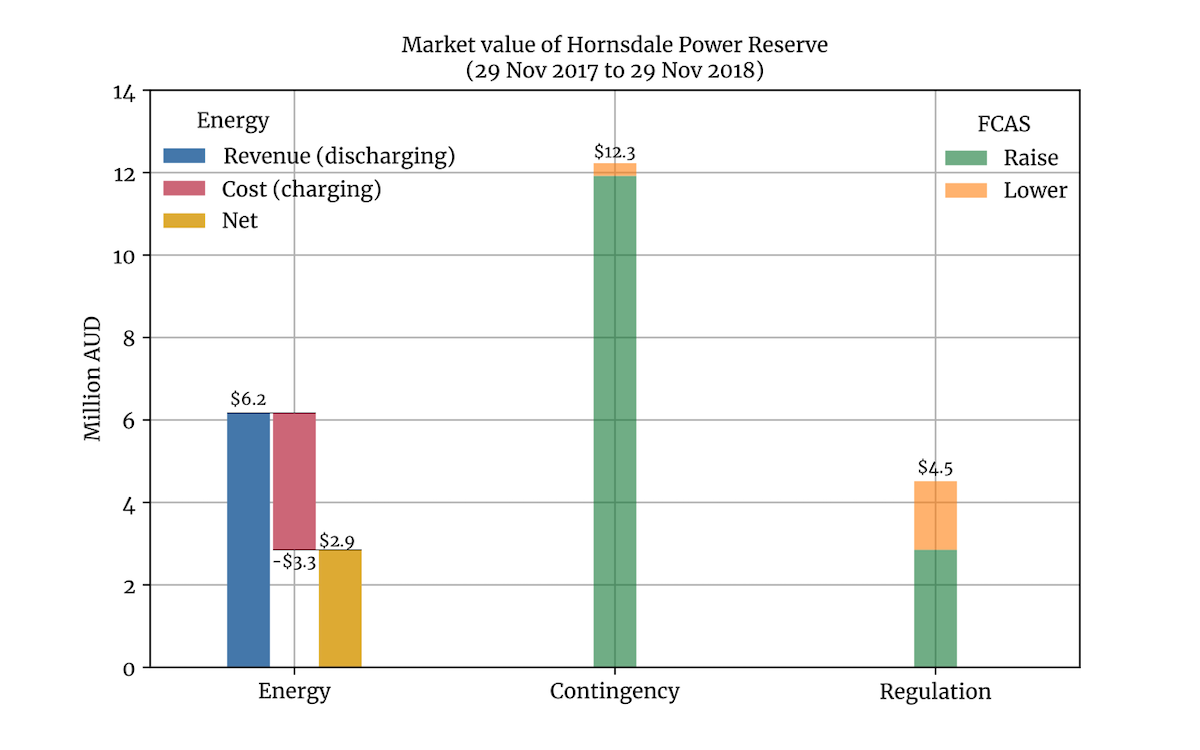 Market value of Hornsdale Power Reserve
(29 Nov 2017 to 29 Nov 2018)
Million AUD
14
12
10
8
6
4
2
0
Energy
Revenue (discharging)
Cost (charging)
Net
FCAS
Raise
Lower
$6.2
-$3.3
$2.9
$12.3
$4.5
Energy
Contingency
Regulation